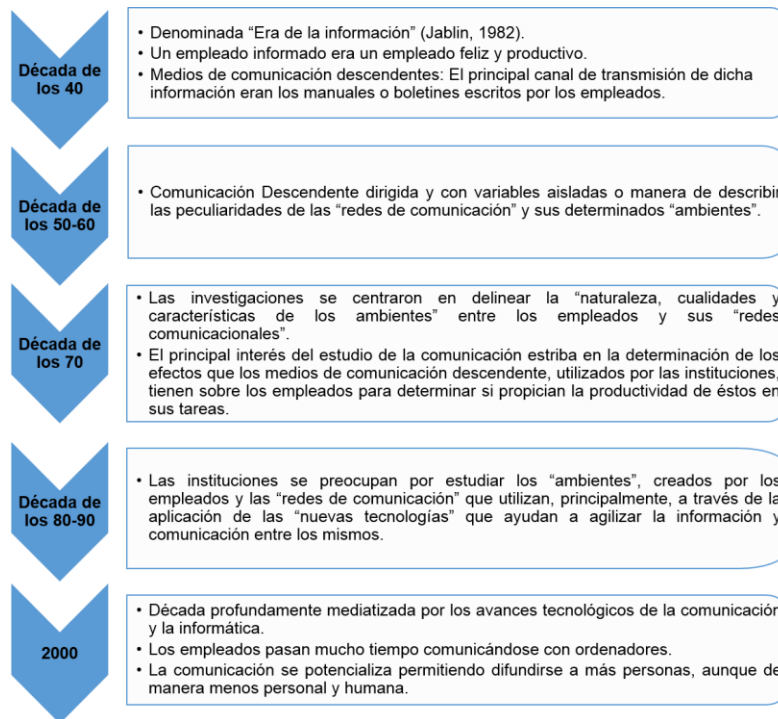 Década de
los 40
• Denominada “Era de la información” (Jablin, 1982).
• Un empleado informado era un empleado feliz y productivo.
• Medios de comunicación descendentes: El principal canal de transmisión de dicha
información eran los manuales o boletines escritos por los empleados.
Década de
los 50-60
• Comunicación Descendente dirigida y con variables aisladas o manera de describir
las peculiaridades de las “redes de comunicación” y sus determinados “ambientes”.
Década de
los 70
• Las investigaciones se centraron en delinear la “naturaleza, cualidades y
características de los ambientes” entre los empleados y sus “redes
comunicacionales”.
• El principal interés del estudio de la comunicación estriba en la determinación de los
efectos que los medios de comunicación descendente, utilizados por las instituciones,
tienen sobre los empleados para determinar si propician la productividad de éstos en
sus tareas.
Década de
los 80-90
• Las instituciones se preocupan por estudiar los “ambientes”, creados por los
empleados y las “redes de comunicación” que utilizan, principalmente, a través de la
aplicación de las “nuevas tecnologías” que ayudan a agilizar la información y
comunicación entre los mismos.
2000
• Década profundamente mediatizada por los avances tecnológicos de la comunicación
y la informática.
• Los empleados pasan mucho tiempo comunicándose con ordenadores.
• La comunicación se potencializa permitiendo difundirse a más personas, aunque de
manera menos personal y humana.